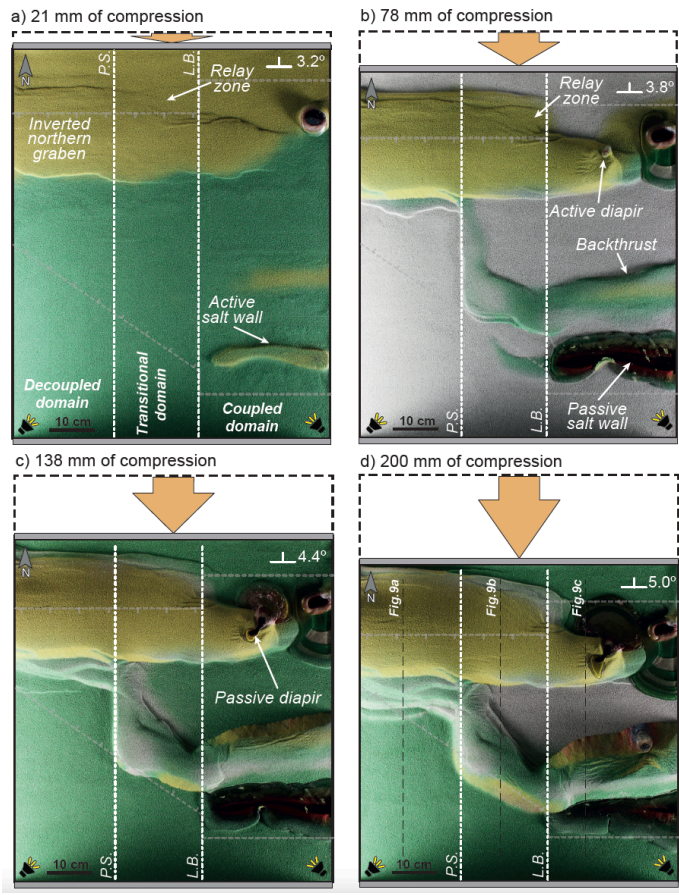 a) 21 mm of compression
P.S.
L.B.
3.2º
N
Relay
zone
Inverted
northern
graben
Active
salt wall
Decoupled
domain
Transitional
domain
Coupled
domain
10 cm
b) 78 mm of compression
P.S.
L.B.
3.8º
N
Relay
zone
Active diapir
Backthrust
Passive
salt wall
P.S.
L.B.
10 cm
c) 138 mm of compression
4.4º
N
Passive diapir
P.S.
L.B.
10 cm
d) 200 mm of compression
5.0º
N
Fig.9a
Fig.9b
Fig.9c
P.S.
L.B.
10 cm